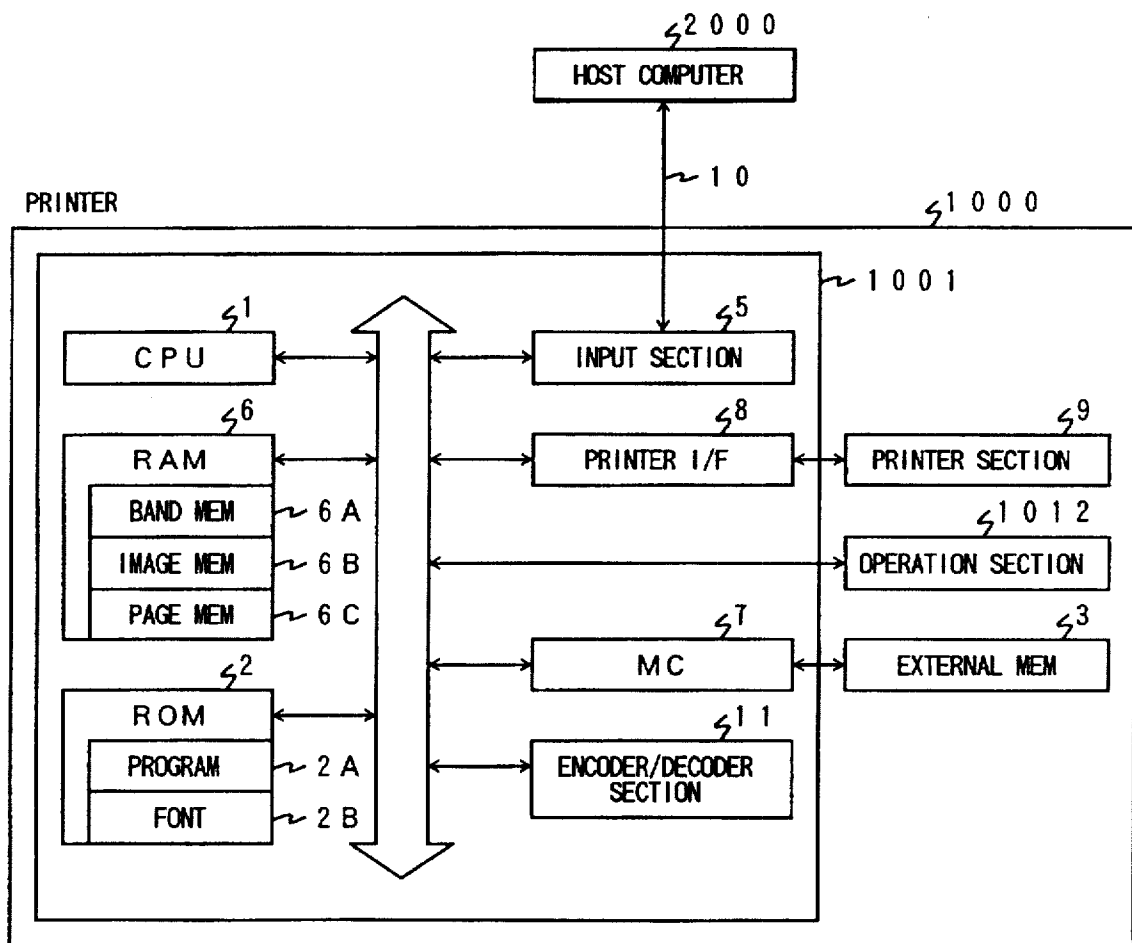 2000
HOST COMPUTER
10
PRINTER
1000
1001
1
CPU
5
INPUT SECTION
6
RAM
8
PRINTER I/F
9
PRINTER SECTION
BAND MEM
6A
1012
IMAGE MEM
6B
OPERATION SECTION
PAGE MEM
6C
7
MC
3
EXTERNAL MEM
2
ROM
11
PROGRAM
2A
ENCODER/DECODER
SECTION
FONT
2B